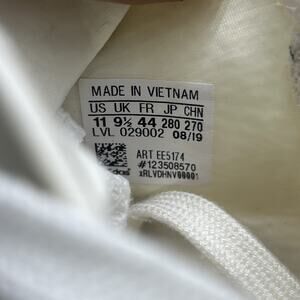 MADE IN VIETNAM
US UK FR JP CHN
11 9½ 44 280 270
LVL 029002 08/19
ART EE5174
#123508570
xRLVDHNV00001